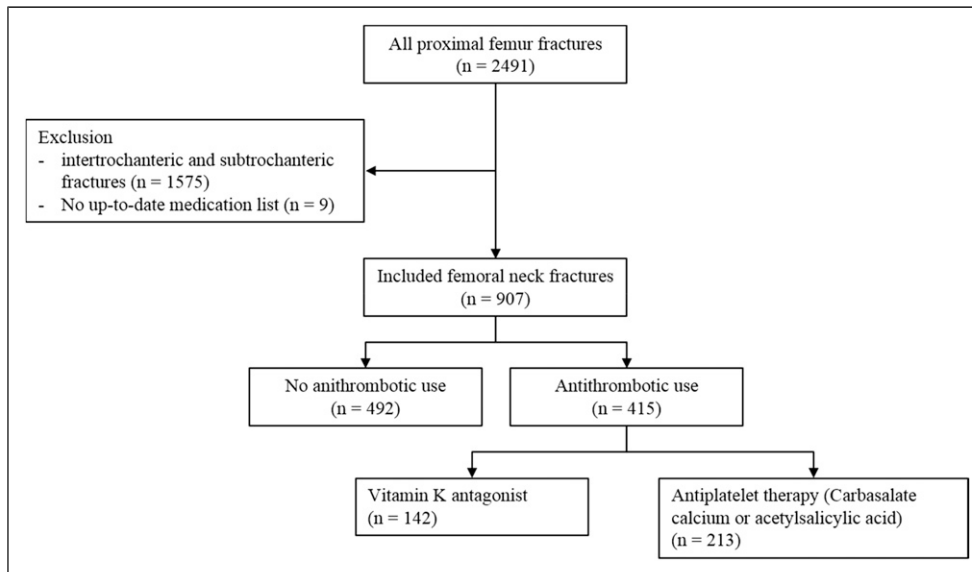 All proximal femur fractures
(n = 2491)
Exclusion
- intertrochanteric and subtrochanteric
fractures (n = 1575)
- No up-to-date medication list (n = 9)
Included femoral neck fractures
(n = 907)
No anithrombotic use
(n = 492)
Antithrombotic use
(n = 415)
Vitamin K antagonist
(n = 142)
Antiplatelet therapy (Carbasalate
calcium or acetylsalicylic acid)
(n = 213)